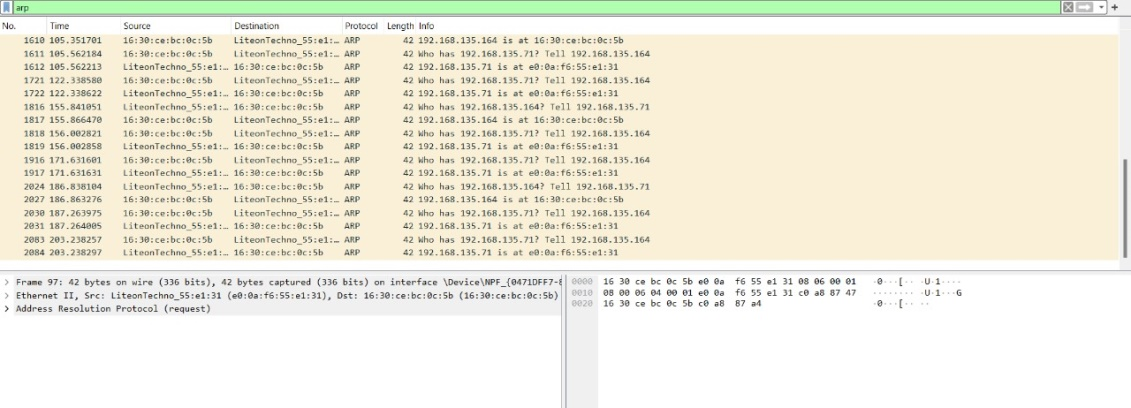 arp
No. Time Source Destination Protocol Length Info
1610 105.351701 16:30:ce:bc:0c:5b LiteonTechno_55:e1:… ARP 42 192.168.135.164 is at 16:30:ce:bc:0c:5b
1611 105.562184 16:30:ce:bc:0c:5b LiteonTechno_55:e1:… ARP 42 Who has 192.168.135.71? Tell 192.168.135.164
1612 105.562213 LiteonTechno_55:e1:… 16:30:ce:bc:0c:5b ARP 42 192.168.135.71 is at e0:0a:f6:55:e1:31
1721 122.338580 16:30:ce:bc:0c:5b LiteonTechno_55:e1:… ARP 42 Who has 192.168.135.71? Tell 192.168.135.164
1722 122.338622 LiteonTechno_55:e1:… 16:30:ce:bc:0c:5b ARP 42 192.168.135.71 is at e0:0a:f6:55:e1:31
1816 155.841051 LiteonTechno_55:e1:… 16:30:ce:bc:0c:5b ARP 42 Who has 192.168.135.164? Tell 192.168.135.71
1817 155.866470 16:30:ce:bc:0c:5b LiteonTechno_55:e1:… ARP 42 192.168.135.164 is at 16:30:ce:bc:0c:5b
1818 156.002821 16:30:ce:bc:0c:5b LiteonTechno_55:e1:… ARP 42 Who has 192.168.135.71? Tell 192.168.135.164
1819 156.002858 LiteonTechno_55:e1:… 16:30:ce:bc:0c:5b ARP 42 192.168.135.71 is at e0:0a:f6:55:e1:31
1916 171.631601 16:30:ce:bc:0c:5b LiteonTechno_55:e1:… ARP 42 Who has 192.168.135.71? Tell 192.168.135.164
1917 171.631631 LiteonTechno_55:e1:… 16:30:ce:bc:0c:5b ARP 42 192.168.135.71 is at e0:0a:f6:55:e1:31
2024 186.838104 LiteonTechno_55:e1:… 16:30:ce:bc:0c:5b ARP 42 Who has 192.168.135.164? Tell 192.168.135.71
2027 186.863276 16:30:ce:bc:0c:5b LiteonTechno_55:e1:… ARP 42 192.168.135.164 is at 16:30:ce:bc:0c:5b
2030 187.263975 16:30:ce:bc:0c:5b LiteonTechno_55:e1:… ARP 42 Who has 192.168.135.71? Tell 192.168.135.164
2031 187.264005 LiteonTechno_55:e1:… 16:30:ce:bc:0c:5b ARP 42 192.168.135.71 is at e0:0a:f6:55:e1:31
2083 203.238257 16:30:ce:bc:0c:5b LiteonTechno_55:e1:… ARP 42 Who has 192.168.135.71? Tell 192.168.135.164
2084 203.238297 LiteonTechno_55:e1:… 16:30:ce:bc:0c:5b ARP 42 192.168.135.71 is at e0:0a:f6:55:e1:31
> Frame 97: 42 bytes on wire (336 bits), 42 bytes captured (336 bits) on interface \Device\NPF_{0471DFF7-8
> Ethernet II, Src: LiteonTechno_55:e1:31 (e0:0a:f6:55:e1:31), Dst: 16:30:ce:bc:0c:5b (16:30:ce:bc:0c:5b)
> Address Resolution Protocol (request)
0000 16 30 ce bc 0c 5b e0 0a f6 55 e1 31 08 06 00 01 ·0···[·· ·U·1····
0010 08 00 06 04 00 01 e0 0a f6 55 e1 31 c0 a8 87 47 ········ ·U·1···G
0020 16 30 ce bc 0c 5b c0 a8 87 a4 ·0···[·· ··